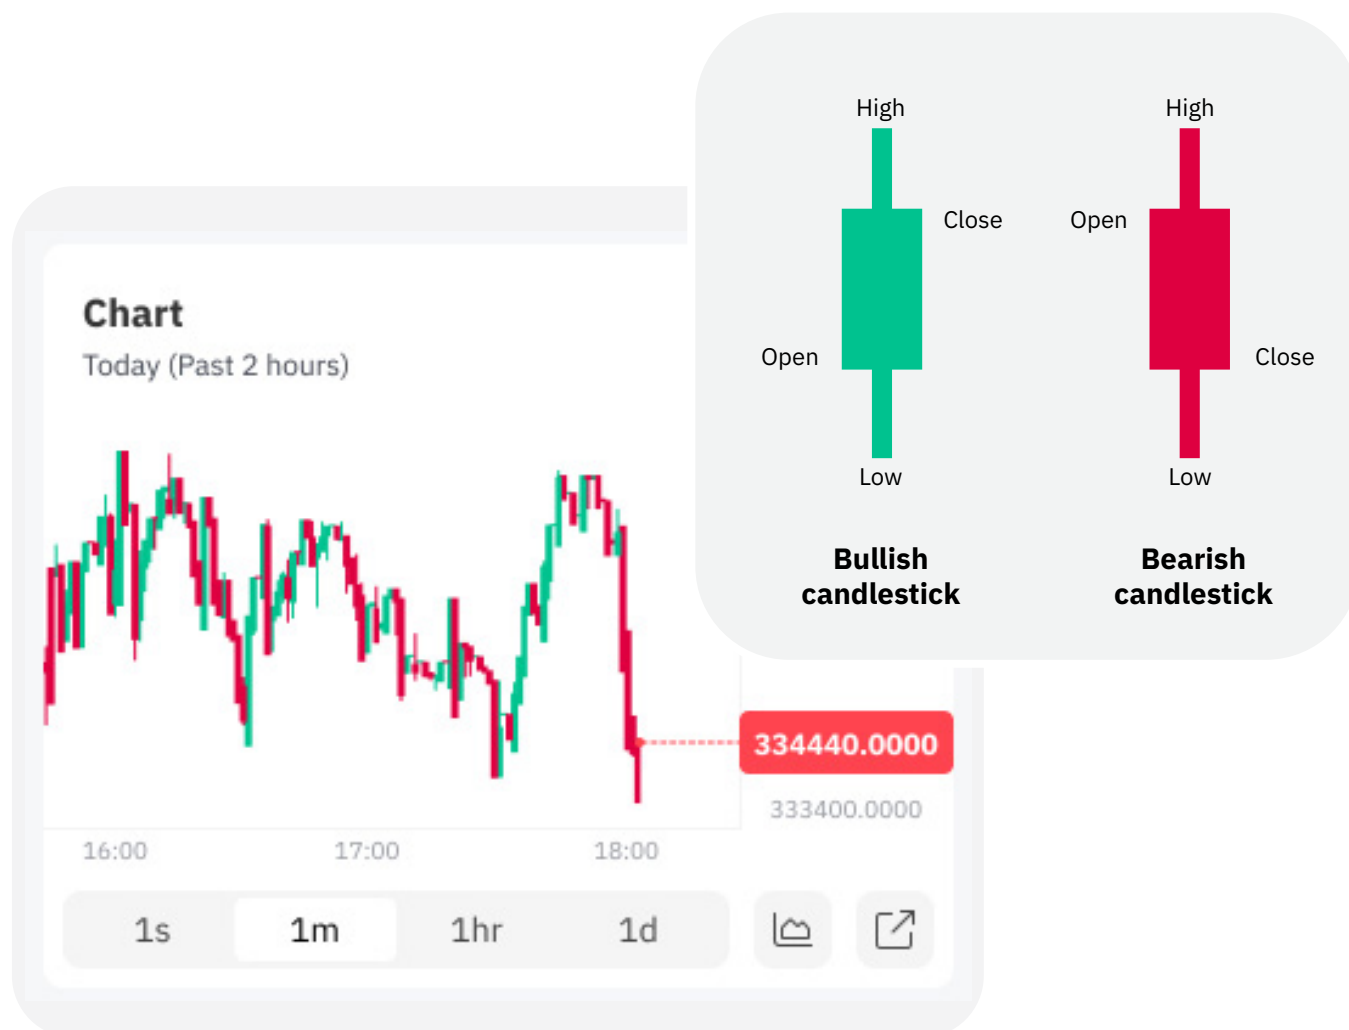 High
High
Close
Open
Open
Close
Low
Low
Bullish
candlestick
Bearish
candlestick
Chart
Today (Past 2 hours)
334440.0000
333400.0000
16:00
17:00
18:00
1s
1m
1hr
1d